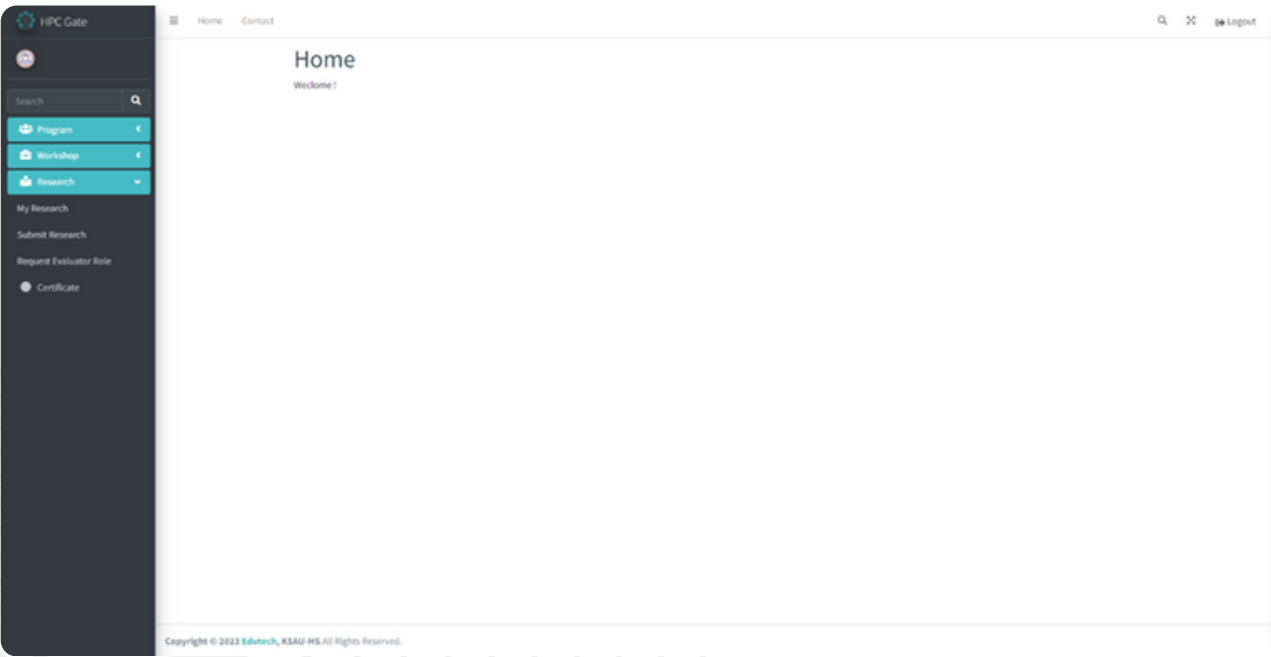 HPC Gate
Home Contact
Logout
Search
Program
Workshop
Research
My Research
Submit Research
Request Evaluator Role
Certificate
Home
Weclome !
Copyright © 2023 Edutech, KSAU-HS.All Rights Reserved.